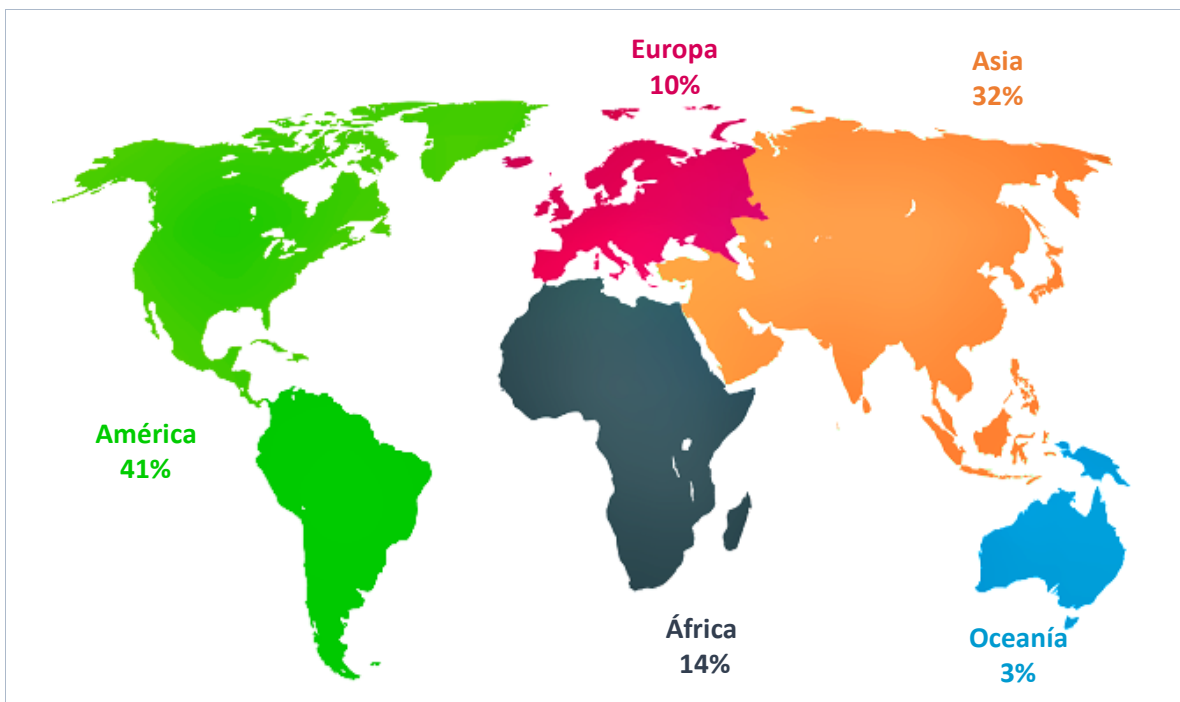 Europa
10%
Asia
32%
América
41%
África
14%
Oceanía
3%